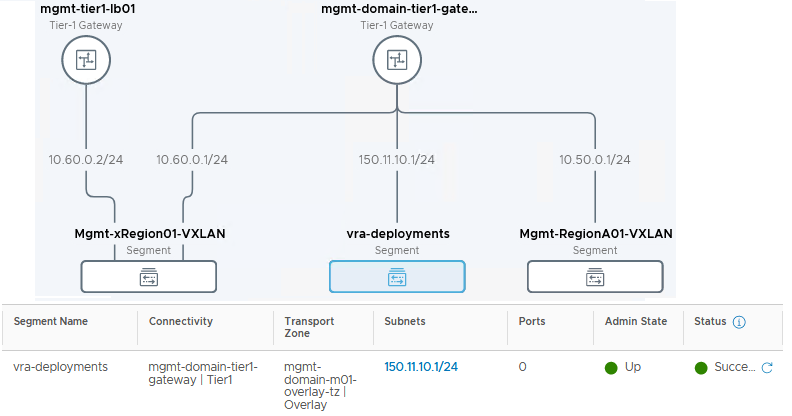 mgmt-tier1-lb01
mgmt-domain-tier1-gate...
Tier-1 Gateway
Tier-1 Gateway
10.60.0.2/24
10.60.0.1/24
150.11.10.1/24
10.50.0.1/24
Mgmt-xRegion01-VXLAN
vra-deployments
Mgmt-RegionA01-VXLAN
Segment
Segment
Segment
Segment Name
Connectivity
Transport
Zone
Subnets
Ports
Admin State
Status
vra-deployments
mgmt-domain-tier1-
gateway | Tier1
mgmt-
domain-m01-
overlay-tz |
Overlay
150.11.10.1/24
0
Up
Succe...